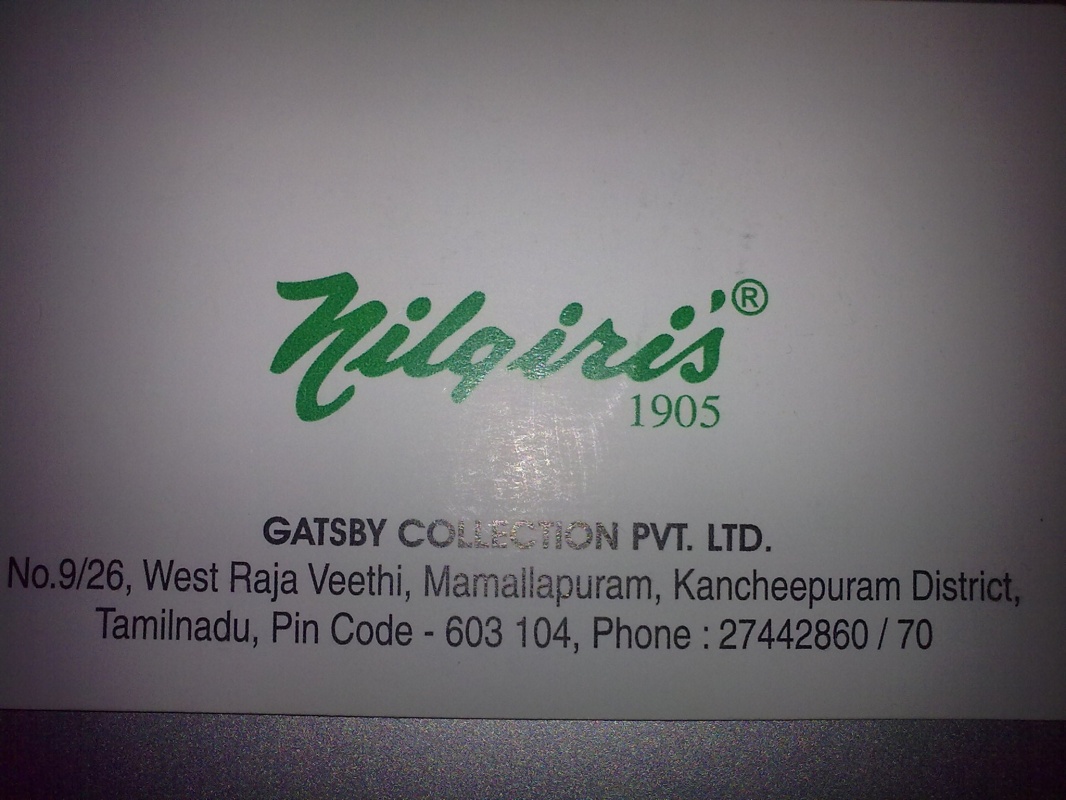 Nilgiri's®
1905
GATSBY COLLECTION PVT. LTD.
No.9/26, West Raja Veethi, Mamallapuram, Kancheepuram District,
Tamilnadu, Pin Code - 603 104, Phone : 27442860 / 70